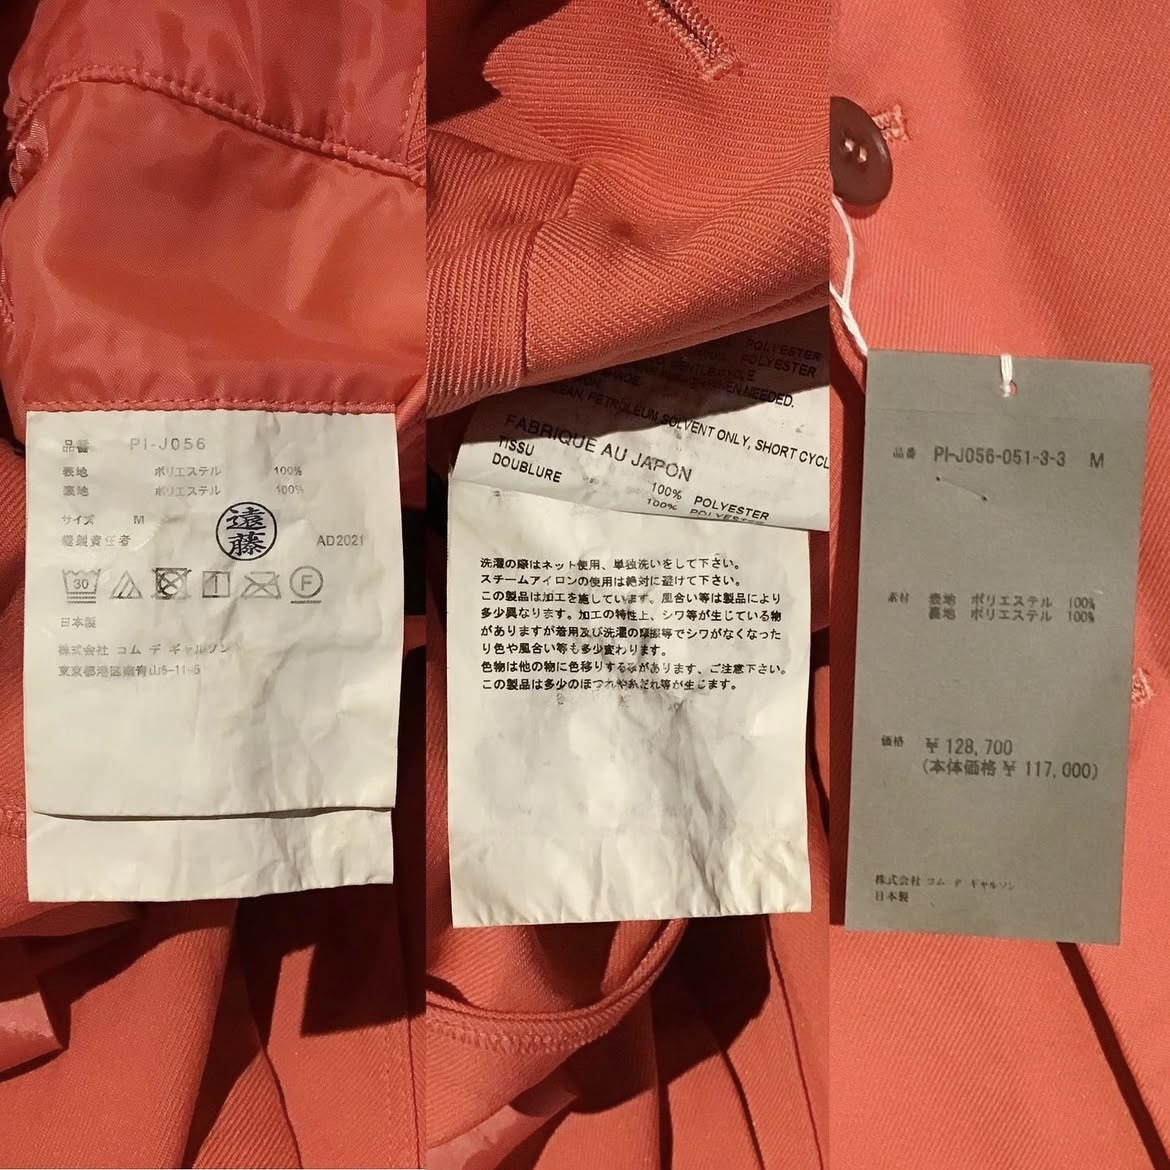 品番 PI-J056
表地 ポリエステル 100%
裏地 ポリエステル 100%
サイズ M
縫製責任者 遠藤 AD2021
30 F
日本製
株式会社 コム デ ギャルソン
東京都港区南青山5-11-5
POLYESTER
100% POLYESTER
GENTLE CYCLE
WHEN NEEDED.
PETROLEUM SOLVENT ONLY, SHORT CYCL
FABRIQUE AU JAPON
TISSU 100% POLYESTER
DOUBLURE 100% POLYESTER
洗濯の際はネット使用、単独洗いをして下さい。
スチームアイロンの使用は絶対に避けて下さい。
この製品は加工を施しています。風合い等は製品により
多少異なります。加工の特性上、シワ等が生じている物
がありますが着用及び洗濯の摩擦等でシワがなくなった
り色や風合い等も多少変わります。
色物は他の物に色移りする事があります、ご注意下さい。
この製品は多少のほつれや糸だれ等が生じます。
品番 PI-J056-051-3-3 M
素材 表地 ポリエステル 100%
裏地 ポリエステル 100%
価格 ¥ 128,700
(本体価格 ¥ 117,000)
株式会社 コム デ ギャルソン
日本製